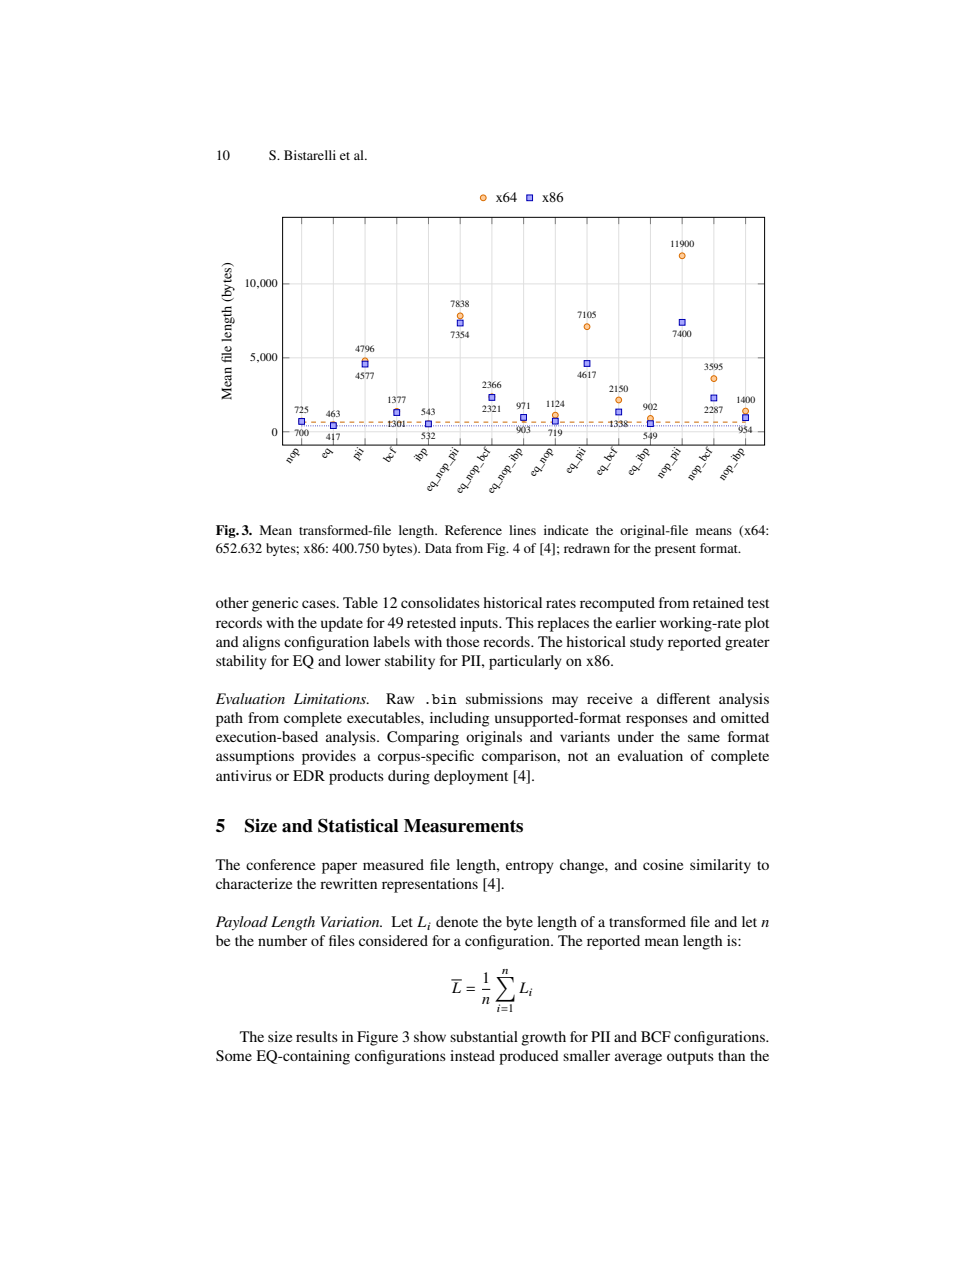 10 S. Bistarelli et al.
x64 x86
Mean file length (bytes)
10,000
5,000
0
725 463 4796 1377 543 7838 2366 971 1124 7105 2150 902 11900 3595 1400
700 417 4577 1301 532 7354 2321 903 719 4617 1338 549 7400 2287 954
nop eq pii bcf ibp eq_nop_pii eq_nop_bcf eq_nop_ibp eq_nop eq_pii eq_bcf eq_ibp nop_pii nop_bcf nop_ibp
Fig. 3. Mean transformed-file length. Reference lines indicate the original-file means (x64:
652.632 bytes; x86: 400.750 bytes). Data from Fig. 4 of [4]; redrawn for the present format.
other generic cases. Table 12 consolidates historical rates recomputed from retained test
records with the update for 49 retested inputs. This replaces the earlier working-rate plot
and aligns configuration labels with those records. The historical study reported greater
stability for EQ and lower stability for PII, particularly on x86.
Evaluation Limitations. Raw .bin submissions may receive a different analysis
path from complete executables, including unsupported-format responses and omitted
execution-based analysis. Comparing originals and variants under the same format
assumptions provides a corpus-specific comparison, not an evaluation of complete
antivirus or EDR products during deployment [4].
5 Size and Statistical Measurements
The conference paper measured file length, entropy change, and cosine similarity to
characterize the rewritten representations [4].
Payload Length Variation. Let L_i denote the byte length of a transformed file and let n
be the number of files considered for a configuration. The reported mean length is:
L̅ = 1/n ∑_{i=1}^{n} L_i
The size results in Figure 3 show substantial growth for PII and BCF configurations.
Some EQ-containing configurations instead produced smaller average outputs than the